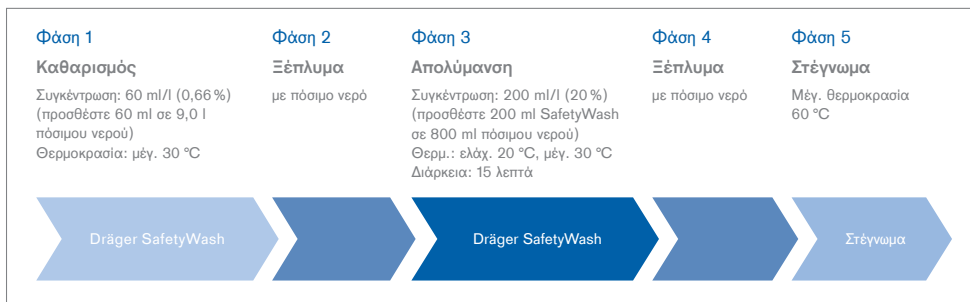 Φάση 1
Καθαρισμός
Συγκέντρωση: 60 ml/l (0,66 %)
(προσθέστε 60 ml σε 9,0 l
πόσιμου νερού)
Θερμοκρασία: μέγ. 30 °C
Φάση 2
Ξέπλυμα
με πόσιμο νερό
Φάση 3
Απολύμανση
Συγκέντρωση: 200 ml/l (20 %)
(προσθέστε 200 ml SafetyWash
σε 800 ml πόσιμου νερού)
Θερμ.: ελάχ. 20 °C, μέγ. 30 °C
Διάρκεια: 15 λεπτά
Φάση 4
Ξέπλυμα
με πόσιμο νερό
Φάση 5
Στέγνωμα
Μέγ. θερμοκρασία
60 °C
Dräger SafetyWash
Dräger SafetyWash
Στέγνωμα